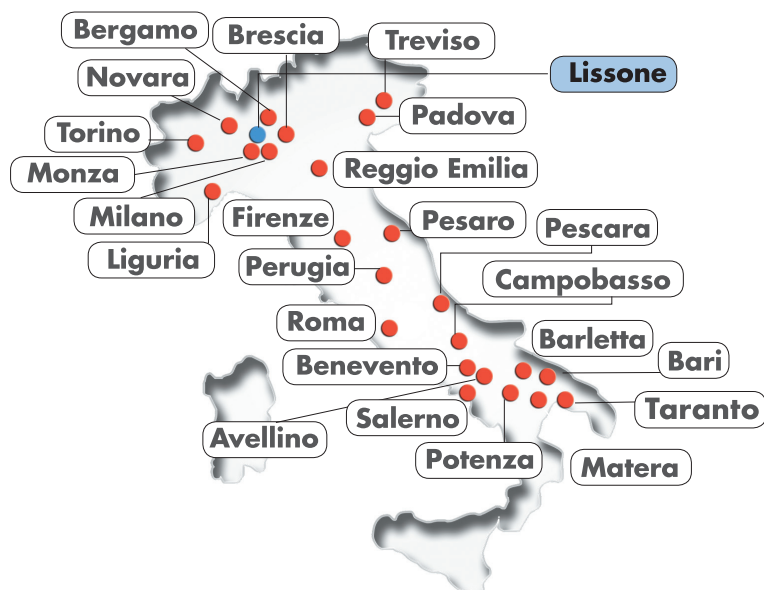 Bergamo
Brescia
Treviso
Lissone
Novara
Padova
Torino
Monza
Reggio Emilia
Milano
Firenze
Pesaro
Pescara
Liguria
Perugia
Campobasso
Roma
Barletta
Benevento
Bari
Salerno
Taranto
Avellino
Potenza
Matera